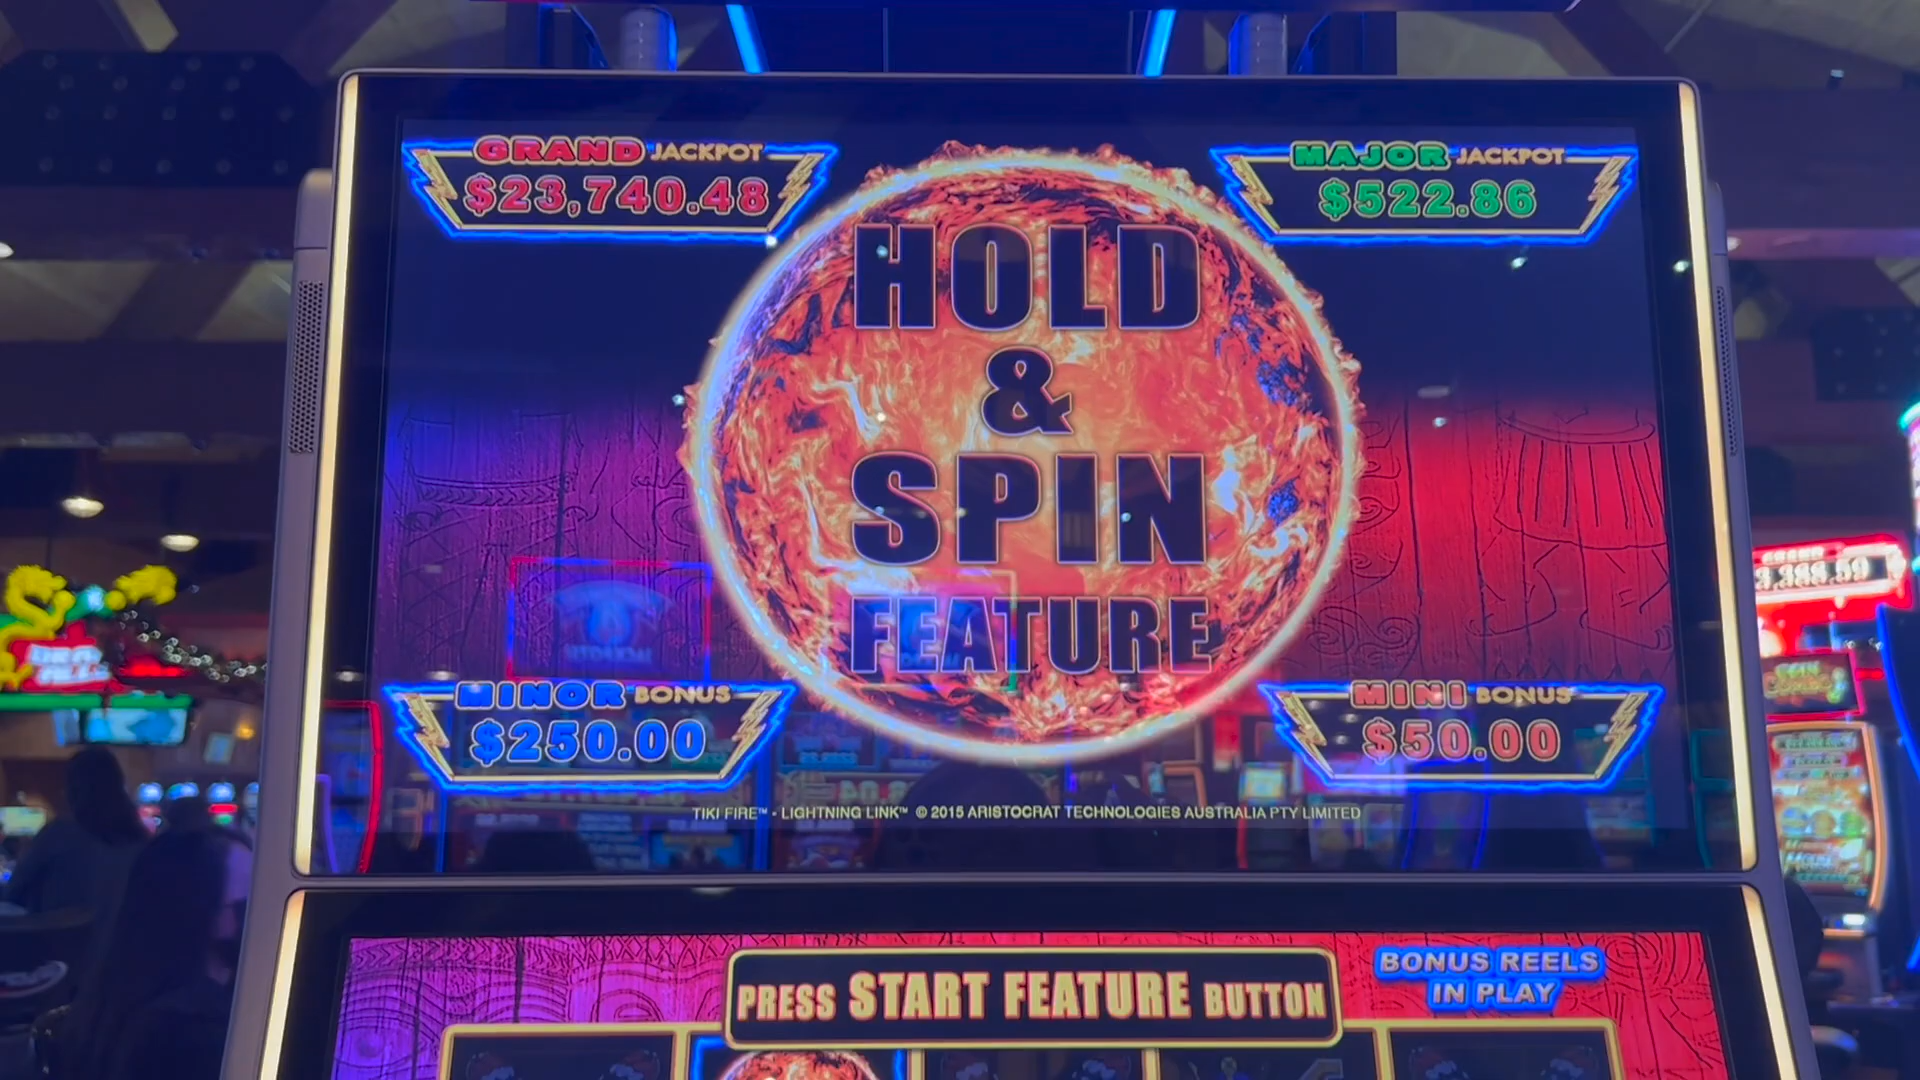 GRAND JACKPOT
$23,740.48
MAJOR JACKPOT
$522.86
HOLD
&
SPIN
FEATURE
MINOR BONUS
$250.00
MINI BONUS
$50.00
TIKI FIRE™ - LIGHTNING LINK™ © 2015 ARISTOCRAT TECHNOLOGIES AUSTRALIA PTY LIMITED
PRESS START FEATURE BUTTON
BONUS REELS
IN PLAY